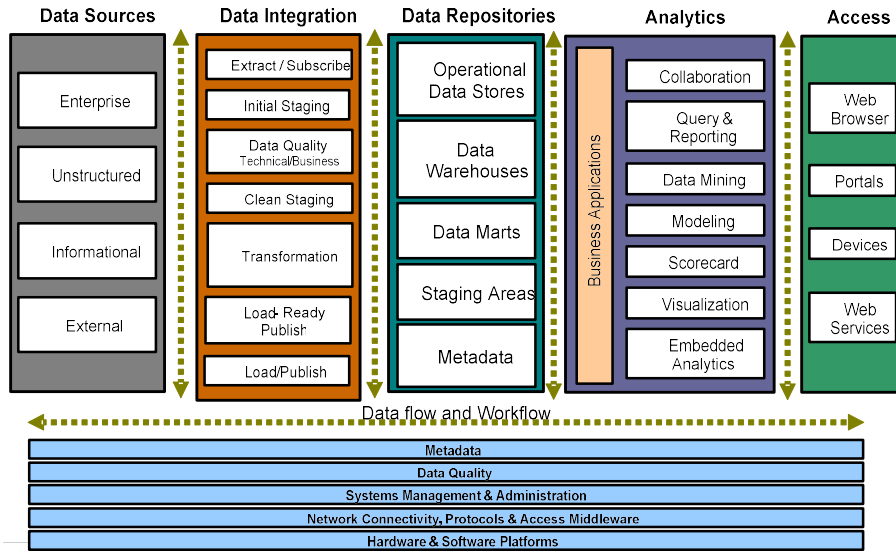 Data Sources
Data Integration
Data Repositories
Analytics
Access
Enterprise
Unstructured
Informational
External
Extract / Subscribe
Initial Staging
Data Quality
Technical/Business
Clean Staging
Transformation
Load- Ready
Publish
Load/Publish
Operational
Data Stores
Data
Warehouses
Data Marts
Staging Areas
Metadata
Business Applications
Collaboration
Query &
Reporting
Data Mining
Modeling
Scorecard
Visualization
Embedded
Analytics
Web
Browser
Portals
Devices
Web
Services
Data flow and Workflow
Metadata
Data Quality
Systems Management & Administration
Network Connectivity, Protocols & Access Middleware
Hardware & Software Platforms